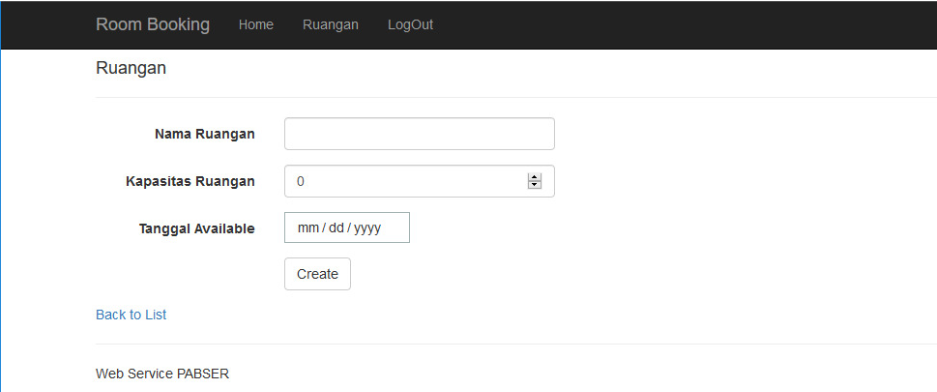 Room Booking Home Ruangan LogOut
Ruangan
Nama Ruangan
Kapasitas Ruangan 0
Tanggal Available mm / dd / yyyy
Create
Back to List
Web Service PABSER